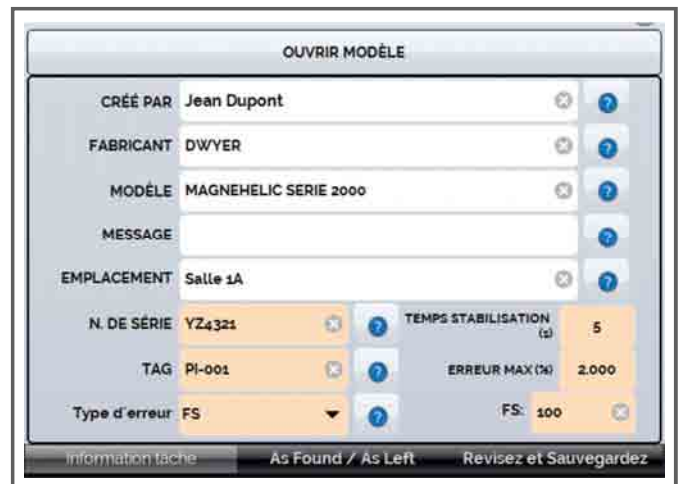 OUVRIR MODÈLE
CRÉÉ PAR Jean Dupont
FABRICANT DWYER
MODÈLE MAGNEHELIC SERIE 2000
MESSAGE
EMPLACEMENT Salle 1A
N. DE SÉRIE YZ4321 TEMPS STABILISATION (s) 5
TAG PI-001 ERREUR MAX (%) 2.000
Type d'erreur FS FS: 100
Information tâche As Found / As Left Revisez et Sauvegardez